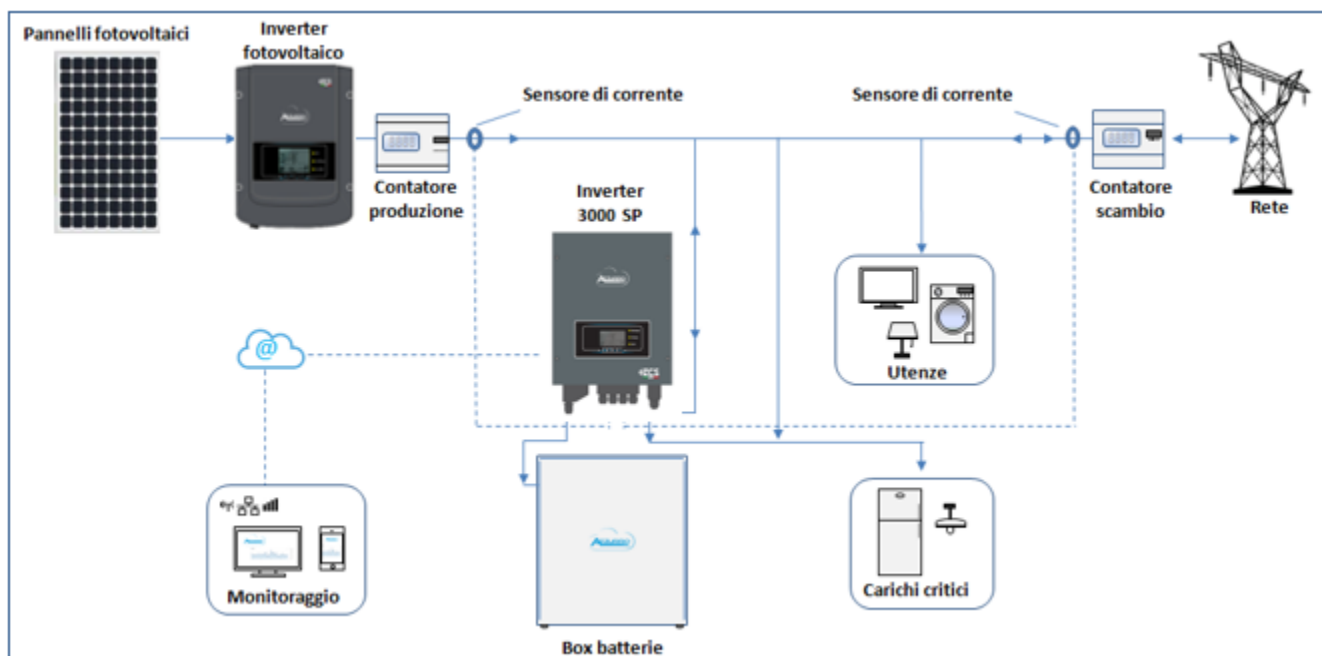 Pannelli fotovoltaici
Inverter
fotovoltaico
Sensore di corrente
Sensore di corrente
Contatore
produzione
Contatore
scambio
Rete
Inverter
3000 SP
@
Utenze
Monitoraggio
Carichi critici
Box batterie